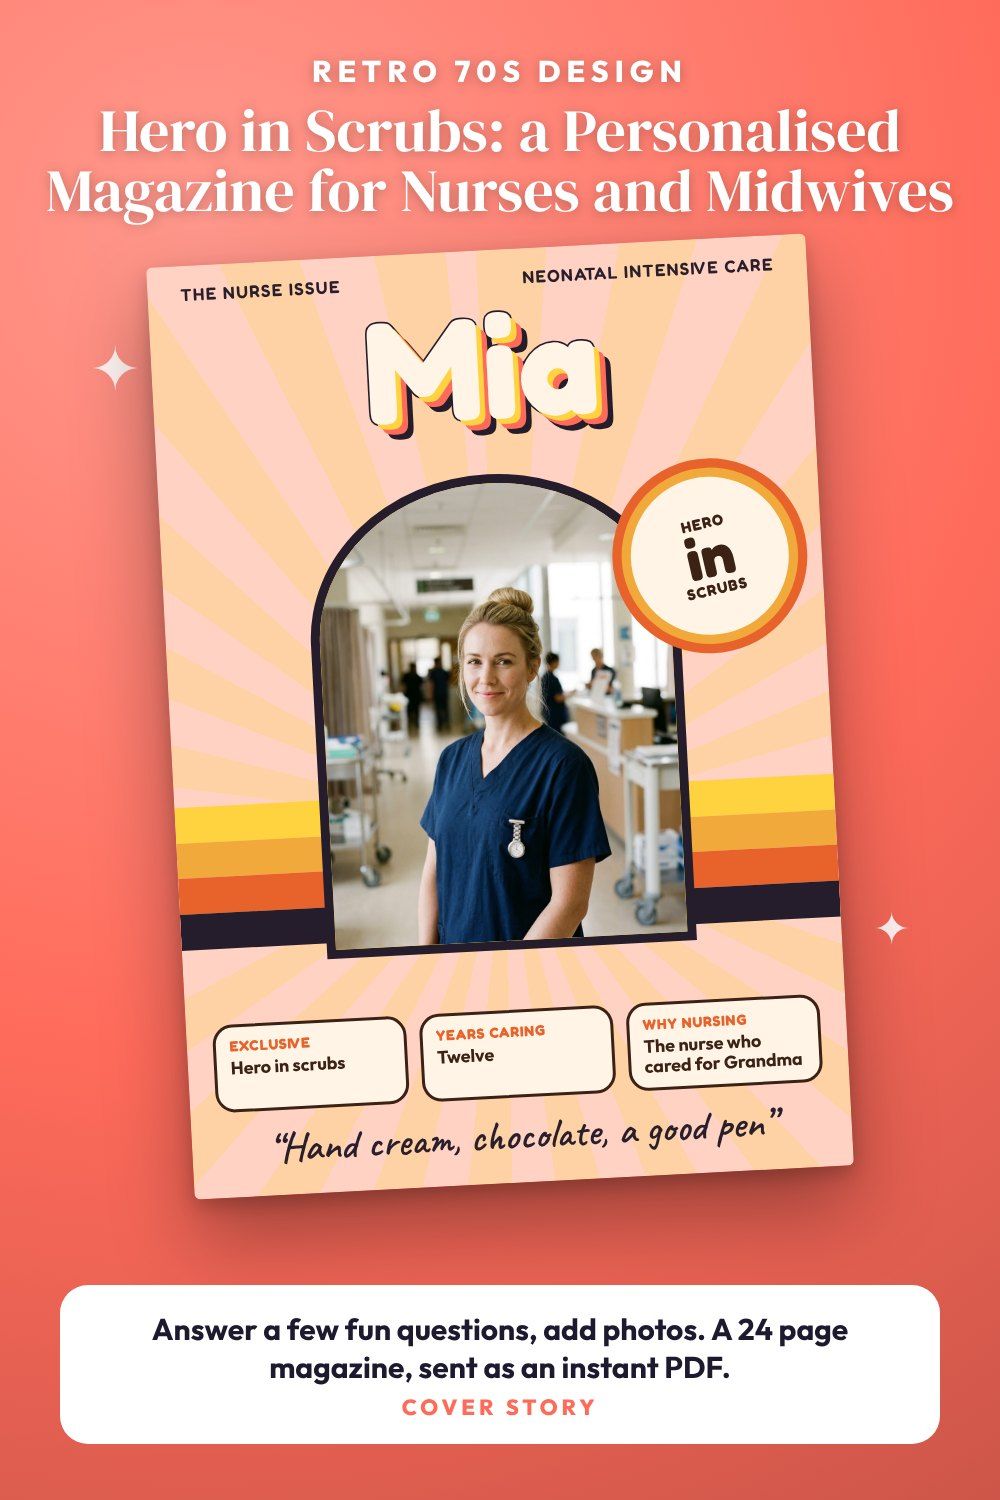 RETRO 70S DESIGN
Hero in Scrubs: a Personalised
Magazine for Nurses and Midwives
THE NURSE ISSUE
NEONATAL INTENSIVE CARE
Mia
HERO
in
SCRUBS
EXCLUSIVE
Hero in scrubs
YEARS CARING
Twelve
WHY NURSING
The nurse who
cared for Grandma
“Hand cream, chocolate, a good pen”
Answer a few fun questions, add photos. A 24 page
magazine, sent as an instant PDF.
COVER STORY